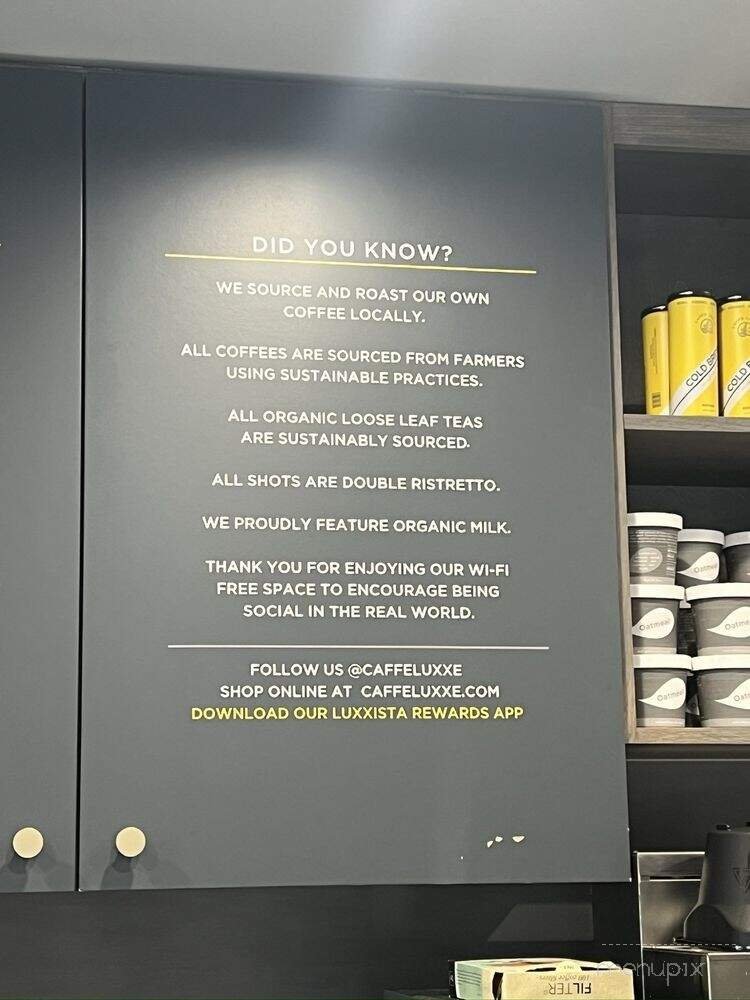 DID YOU KNOW?
WE SOURCE AND ROAST OUR OWN
COFFEE LOCALLY.
ALL COFFEES ARE SOURCED FROM FARMERS
USING SUSTAINABLE PRACTICES.
ALL ORGANIC LOOSE LEAF TEAS
ARE SUSTAINABLY SOURCED.
ALL SHOTS ARE DOUBLE RISTRETTO.
WE PROUDLY FEATURE ORGANIC MILK.
THANK YOU FOR ENJOYING OUR WI-FI
FREE SPACE TO ENCOURAGE BEING
SOCIAL IN THE REAL WORLD.
FOLLOW US @CAFFELUXXE
SHOP ONLINE AT CAFFELUXXE.COM
DOWNLOAD OUR LUXXISTA REWARDS APP
COLD
COLD
Oatmeal
Oatmeal
Oatmeal
FILTER
menupix